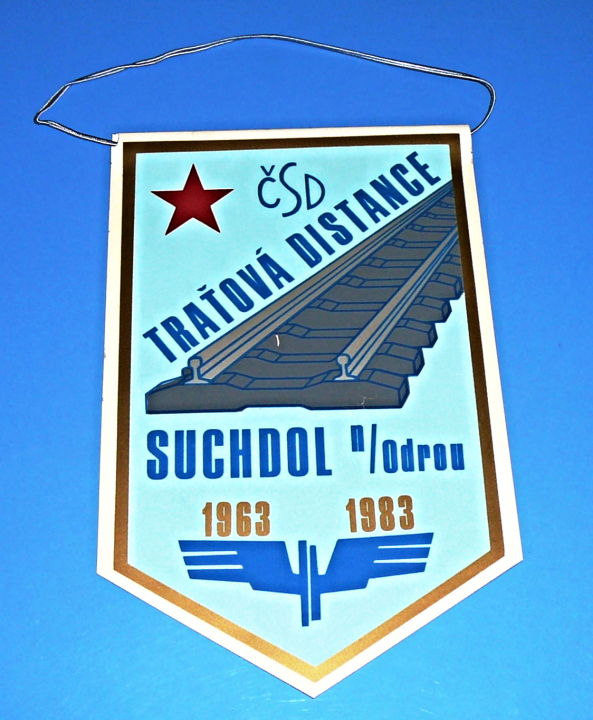 ČSD
TRAŤOVÁ DISTANCE
SUCHDOL n/Odrou
1963 1983